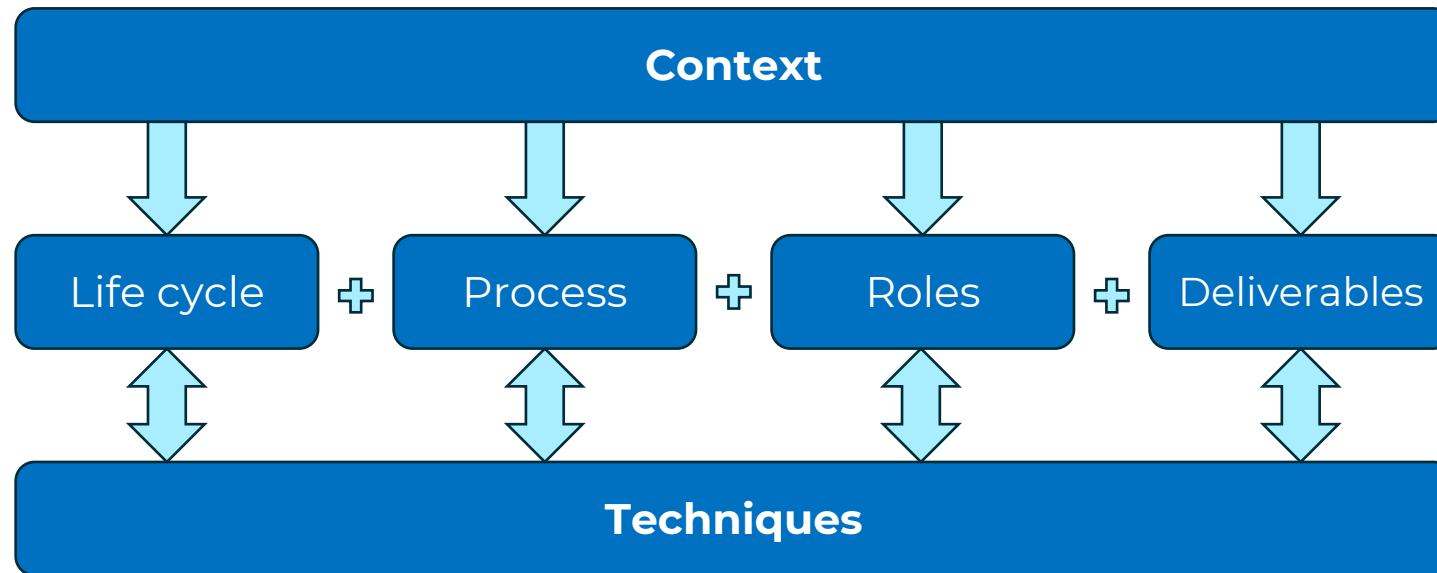 Context
Life cycle
Process
Roles
Deliverables
Techniques